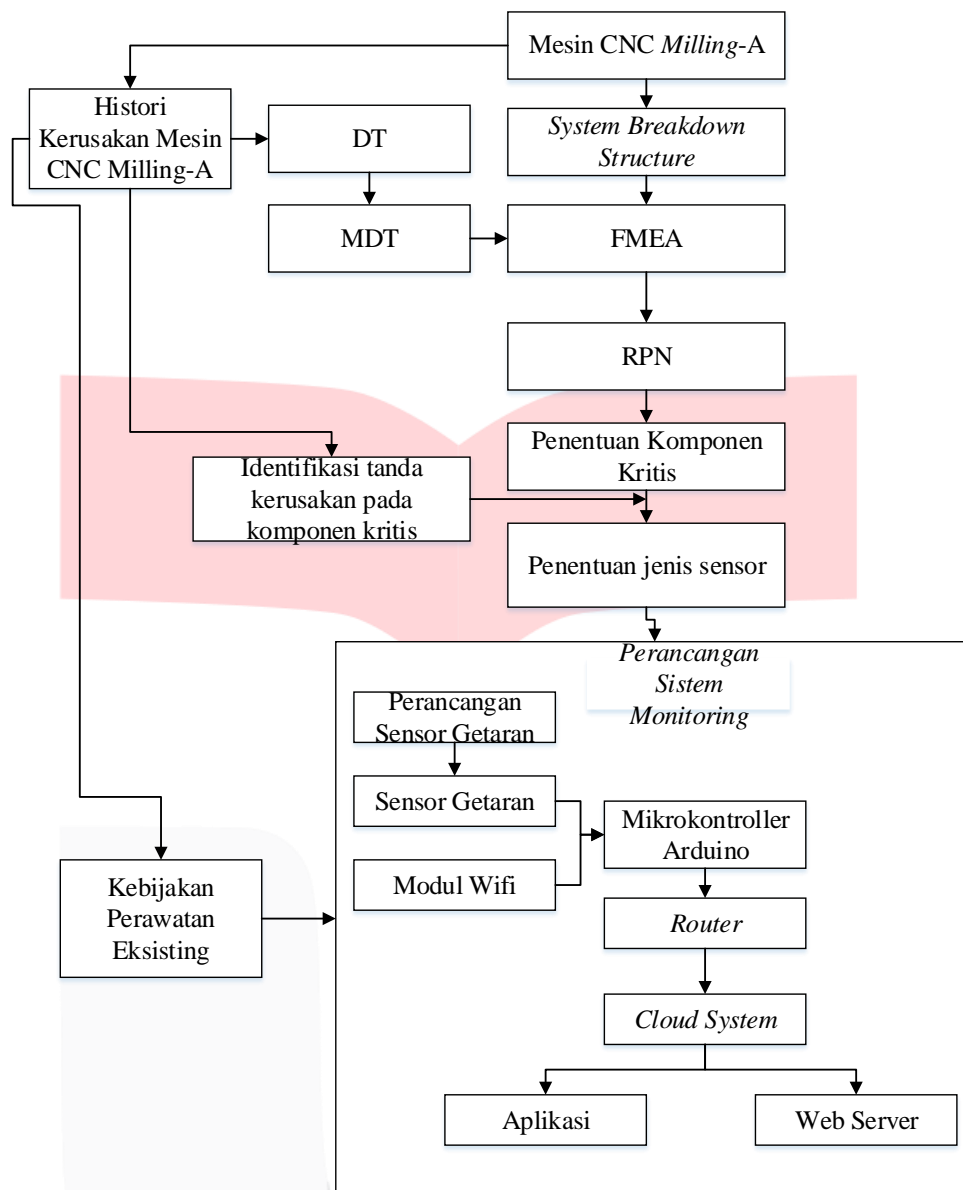 Mesin CNC Milling-A
Histori
Kerusakan Mesin
CNC Milling-A
DT
System Breakdown
Structure
MDT
FMEA
RPN
Penentuan Komponen
Kritis
Identifikasi tanda
kerusakan pada
komponen kritis
Penentuan jenis sensor
Perancangan
Sistem
Monitoring
Perancangan
Sensor Getaran
Sensor Getaran
Mikrokontroller
Arduino
Modul Wifi
Kebijakan
Perawatan
Eksisting
Router
Cloud System
Aplikasi
Web Server